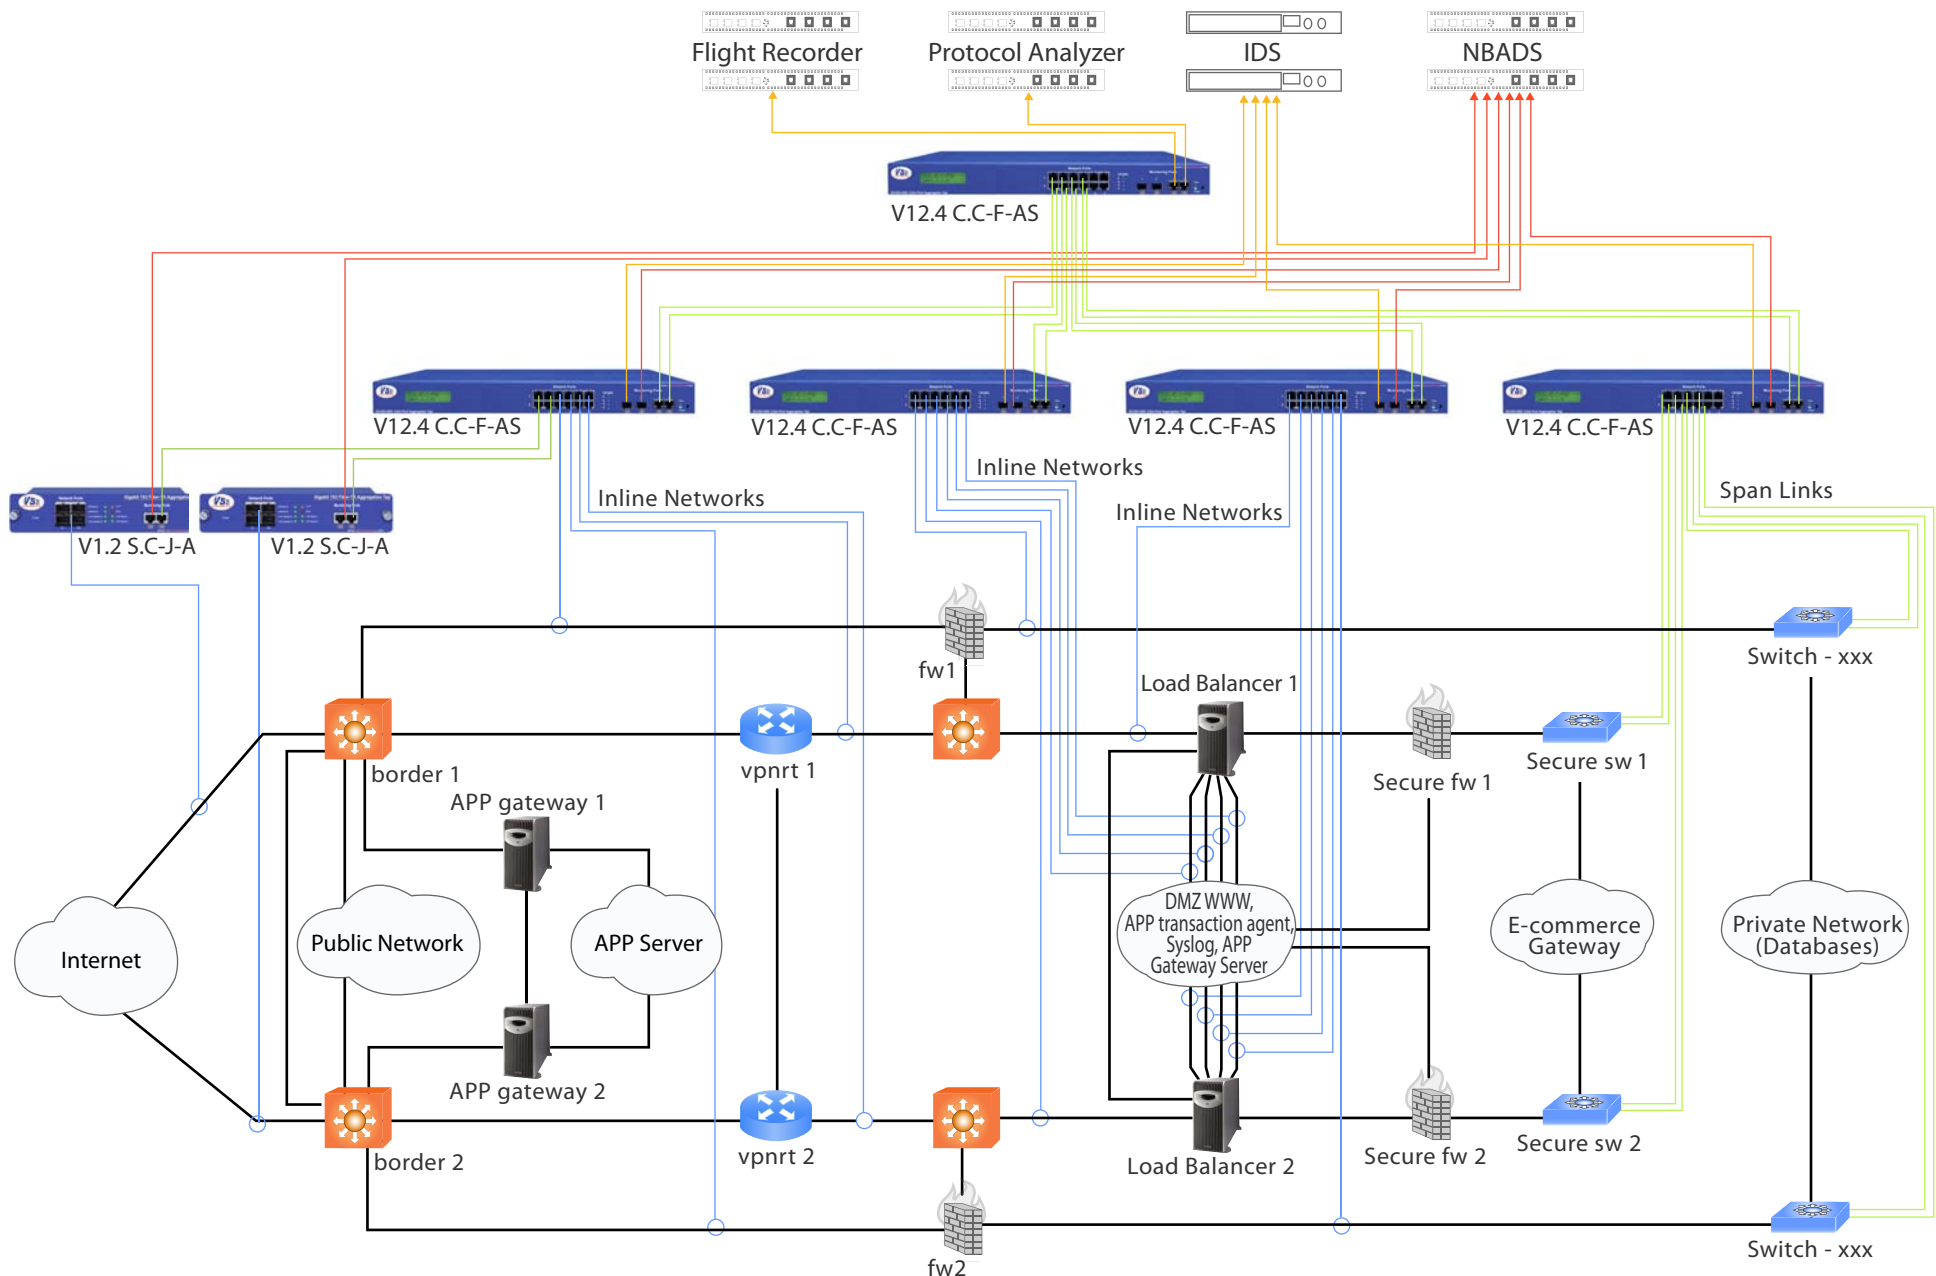 Flight Recorder
Protocol Analyzer
IDS
NBADS
V12.4 C.C-F-AS
V12.4 C.C-F-AS
V12.4 C.C-F-AS
V12.4 C.C-F-AS
V12.4 C.C-F-AS
Inline Networks
Inline Networks
Inline Networks
Span Links
V1.2 S.C-J-A
V1.2 S.C-J-A
fw1
Switch - xxx
Load Balancer 1
border 1
vpnrt 1
Secure fw 1
Secure sw 1
APP gateway 1
Internet
Public Network
APP Server
DMZ WWW,
APP transaction agent,
Syslog, APP
Gateway Server
E-commerce
Gateway
Private Network
(Databases)
APP gateway 2
border 2
vpnrt 2
Load Balancer 2
Secure fw 2
Secure sw 2
fw2
Switch - xxx